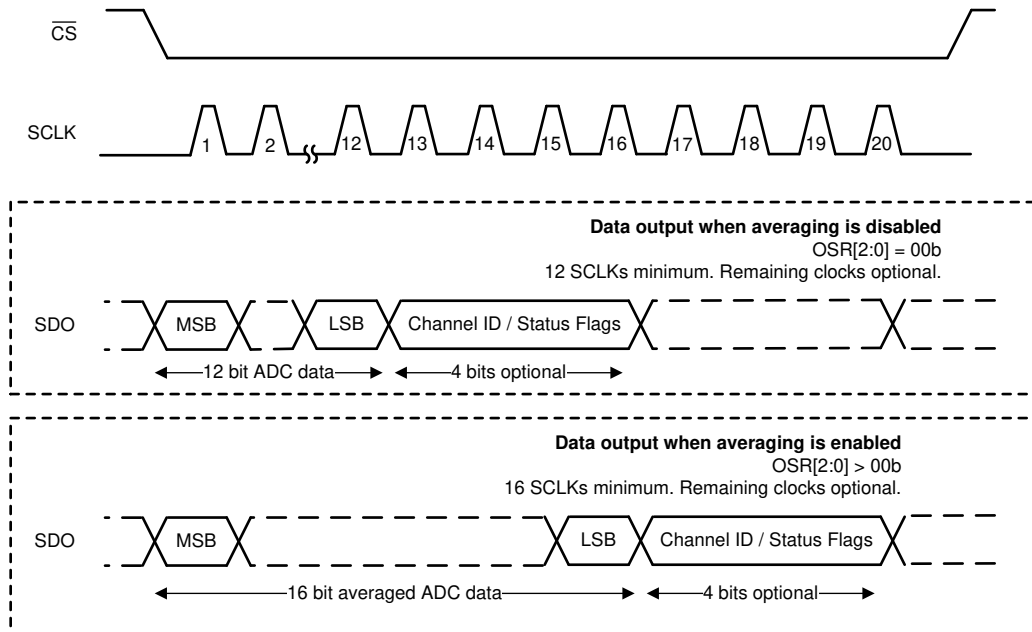 CS
SCLK
1 2 12 13 14 15 16 17 18 19 20
Data output when averaging is disabled
OSR[2:0] = 00b
12 SCLKs minimum. Remaining clocks optional.
SDO MSB LSB Channel ID / Status Flags
12 bit ADC data 4 bits optional
Data output when averaging is enabled
OSR[2:0] > 00b
16 SCLKs minimum. Remaining clocks optional.
SDO MSB LSB Channel ID / Status Flags
16 bit averaged ADC data 4 bits optional